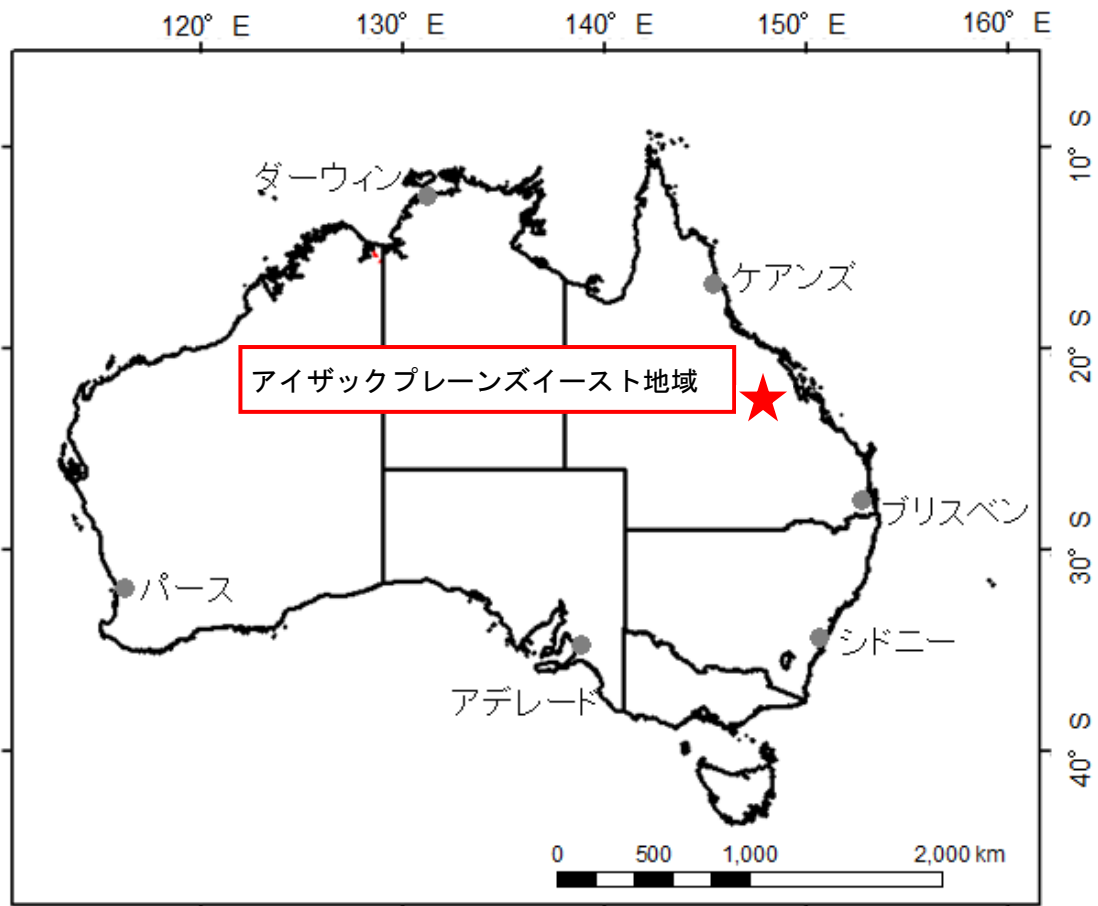 120° E 130° E 140° E 150° E 160° E
10° S
ダーウィン
ケアンズ
20° S
アイザックプレーンズイースト地域
ブリスベン
30° S
パース
シドニー
アデレード
40° S
0 500 1,000 2,000 km